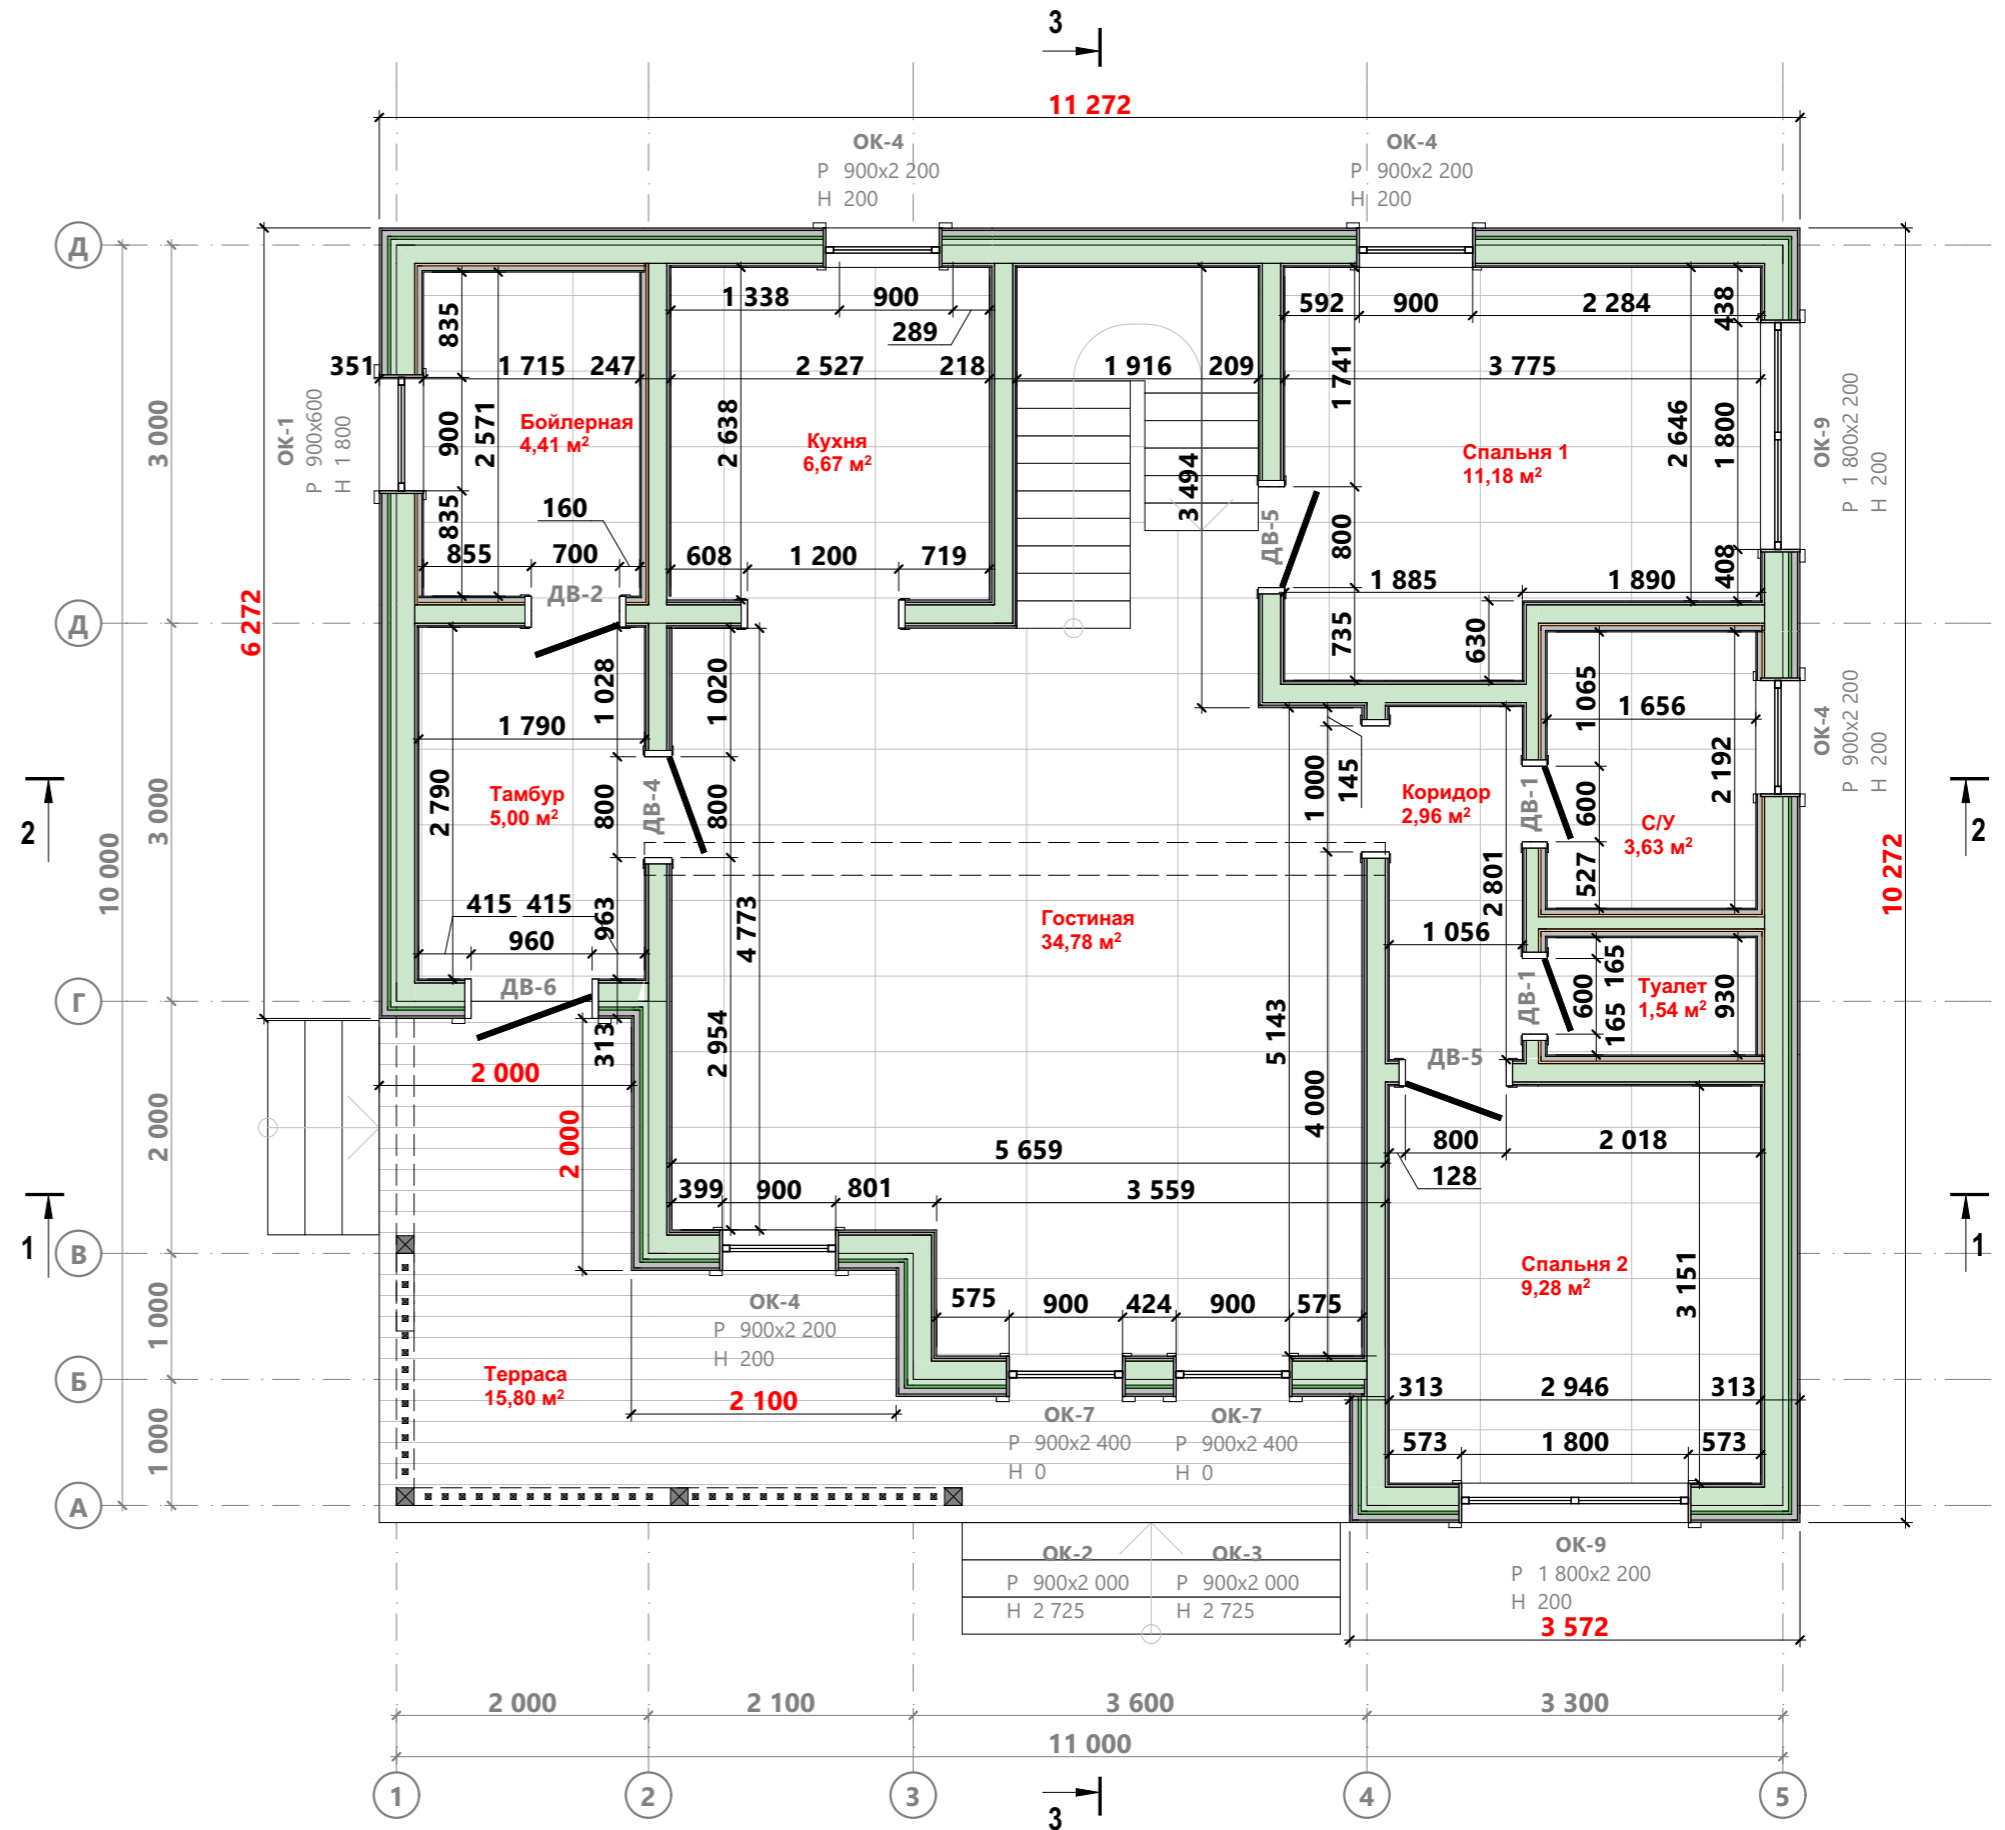 3
11 272
ОК-4
Р 900х2 200
Н 200
ОК-4
Р 900х2 200
Н 200
Д
1 338
900
289
592
900
2 284
438
835
351
1 715
247
2 527
218
1 916
209
1 741
3 775
ОК-1
Р 900х600
Н 1 800
3 000
900
2 571
Бойлерная
4,41 м²
2 638
Кухня
6,67 м²
3 494
Спальня 1
11,18 м²
2 646
1 800
ОК-9
Р 1 800х2 200
Н 200
835
160
855
700
608
1 200
719
ДВ-5
800
1 885
1 890
408
ДВ-2
Д
6 272
1 028
1 020
735
630
1 065
1 656
1 790
ОК-4
Р 900х2 200
Н 200
2 192
2
3 000
10 000
2 790
Тамбур
5,00 м²
800
ДВ-4
800
1 000
145
Коридор
2,96 м²
ДВ-1
600
С/У
3,63 м²
2
527
2 801
10 272
415
415
963
960
4 773
Гостиная
34,78 м²
1 056
Г
ДВ-6
ДВ-1
600
165
165
Туалет
1,54 м²
930
313
2 954
5 143
ДВ-5
2 000
2 000
2 000
4 000
5 659
800
2 018
128
399
900
801
3 559
1
В
1
Спальня 2
9,28 м²
3 151
1 000
ОК-4
Р 900х2 200
Н 200
575
900
424
900
575
Б
Терраса
15,80 м²
2 100
313
2 946
313
ОК-7
Р 900х2 400
Н 0
ОК-7
Р 900х2 400
Н 0
573
1 800
573
1 000
А
ОК-2
Р 900х2 000
Н 2 725
ОК-3
Р 900х2 000
Н 2 725
ОК-9
Р 1 800х2 200
Н 200
3 572
2 000
2 100
3 600
3 300
11 000
1
2
3
3
4
5